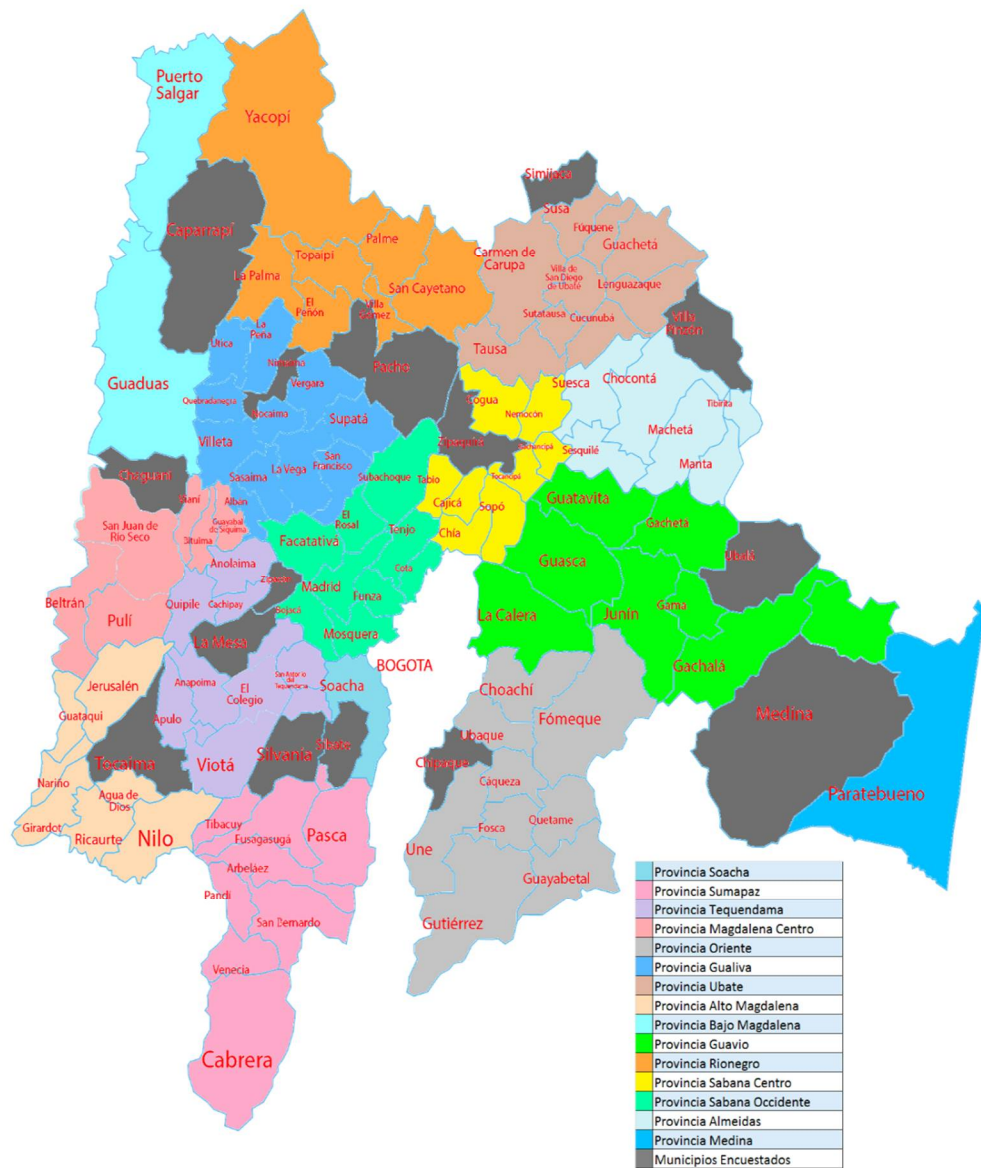 Puerto
Salgar
Yacopi
Simijaca
Susa
Fúquene
Guachetá
Caparrapí
Palme
Topaipí
Carmen de
Carupa
Villa de
San Diego
de Ubaté
Lenguazaque
La Palma
San Cayetano
El
Peñón
Villa
Gómez
Sutatausa
Cucunubá
Villa
Pinzón
La
Peña
Útica
Tausa
Nimaima
Pacho
Vergara
Suesca
Chocontá
Guaduas
Quebradanegra
Nocaima
Supatá
Cogua
Nemocón
Tibirita
Villeta
Zipaquirá
Machetá
Sesquilé
Manta
La Vega
San
Francisco
Sasaima
Subachoque
Tabio
Tocancipá
Chaguaní
Alban
Cajicá
Sopó
Guatavita
Guayabal
de Siquima
San Juan de
Rio Seco
El
Rosal
Tenjo
Chía
Gacheta
Bituima
Facatativá
Anolaima
Guasca
Ubalá
Cota
Zipacón
Madrid
Beltrán
Quipile
Cachipay
Funza
Gama
Pulí
Bojacá
La Calera
Junín
La Messa
Mosquera
Gachalá
BOGOTA
Jerusalén
Anapoima
El
Colegio
San Antonio
del
Tequendama
Soacha
Choachí
Guataqui
Apulo
Fómeque
Medina
Ubaque
Tocaima
Viotá
Silvania
Sibate
Chipaque
Nariño
Cáqueza
Paratebueno
Agua de
Dios
Girardot
Ricaurte
Nilo
Tibacuy
Fusagasugá
Pasca
Fosca
Quetame
Une
Arbeláez
Guayabetal
Pandi
San Bernardo
Gutiérrez
Venecia
Cabrera
Provincia Soacha
Provincia Sumapaz
Provincia Tequendama
Provincia Magdalena Centro
Provincia Oriente
Provincia Gualiva
Provincia Ubate
Provincia Alto Magdalena
Provincia Bajo Magdalena
Provincia Guavio
Provincia Rionegro
Provincia Sabana Centro
Provincia Sabana Occidente
Provincia Almeidas
Provincia Medina
Municipios Encuestados